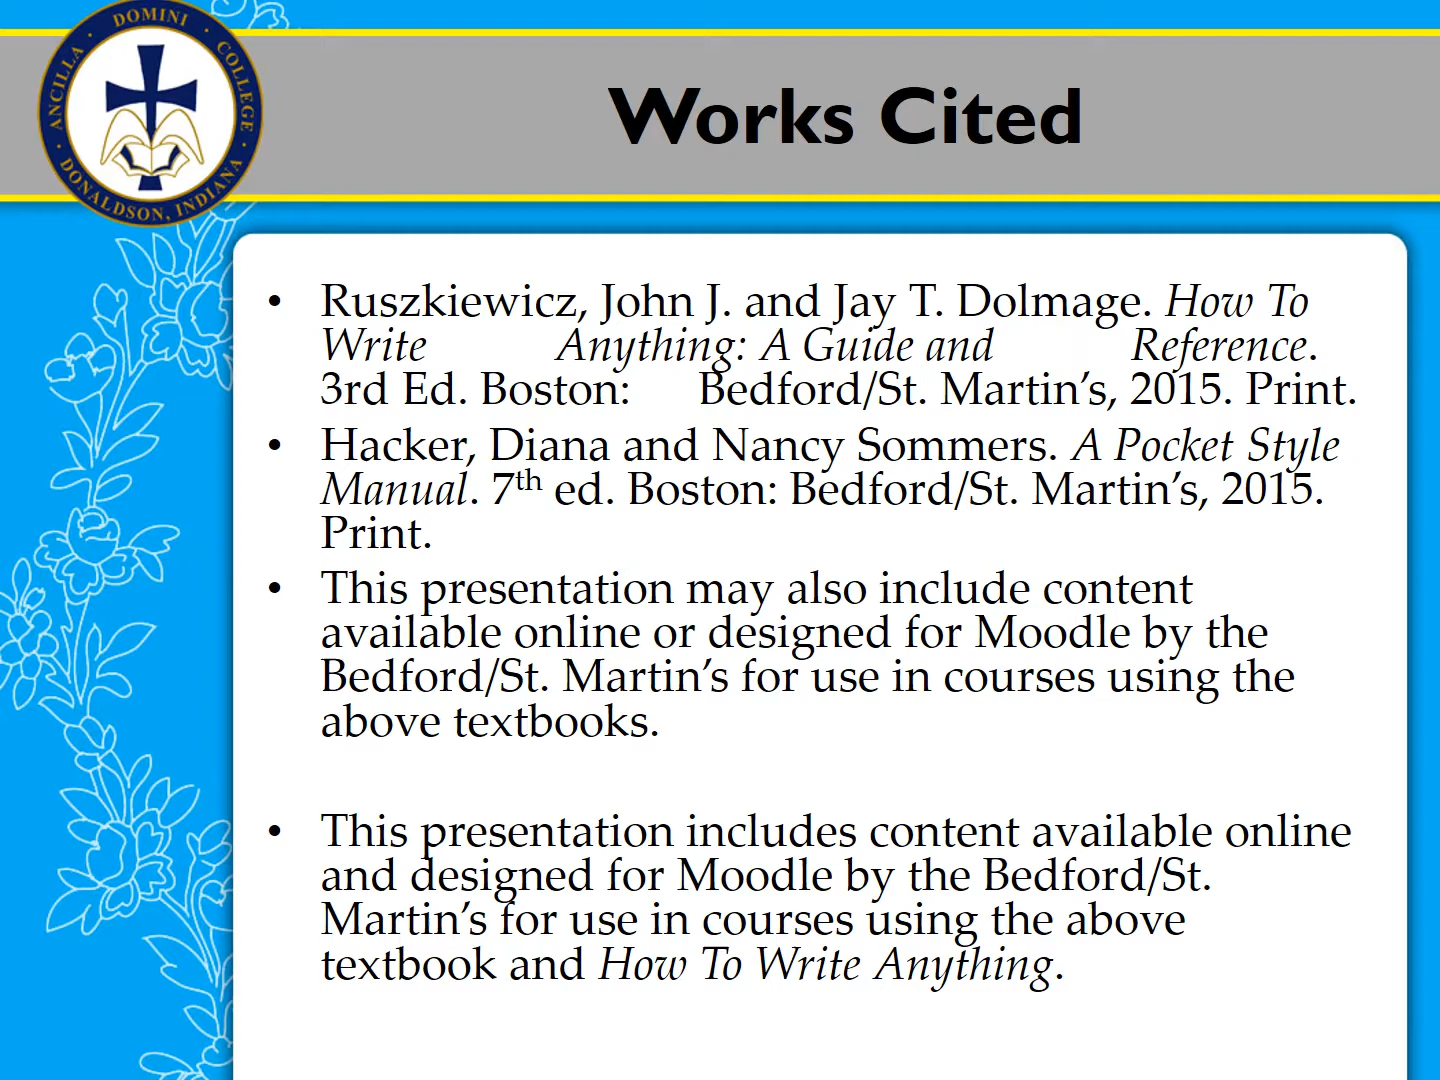 ANCILLA · DOMINI · COLLEGE · DONALDSON, INDIANA ·
Works Cited
• Ruszkiewicz, John J. and Jay T. Dolmage. How To
Write Anything: A Guide and Reference.
3rd Ed. Boston: Bedford/St. Martin’s, 2015. Print.
• Hacker, Diana and Nancy Sommers. A Pocket Style
Manual. 7th ed. Boston: Bedford/St. Martin’s, 2015.
Print.
• This presentation may also include content
available online or designed for Moodle by the
Bedford/St. Martin’s for use in courses using the
above textbooks.
• This presentation includes content available online
and designed for Moodle by the Bedford/St.
Martin’s for use in courses using the above
textbook and How To Write Anything.